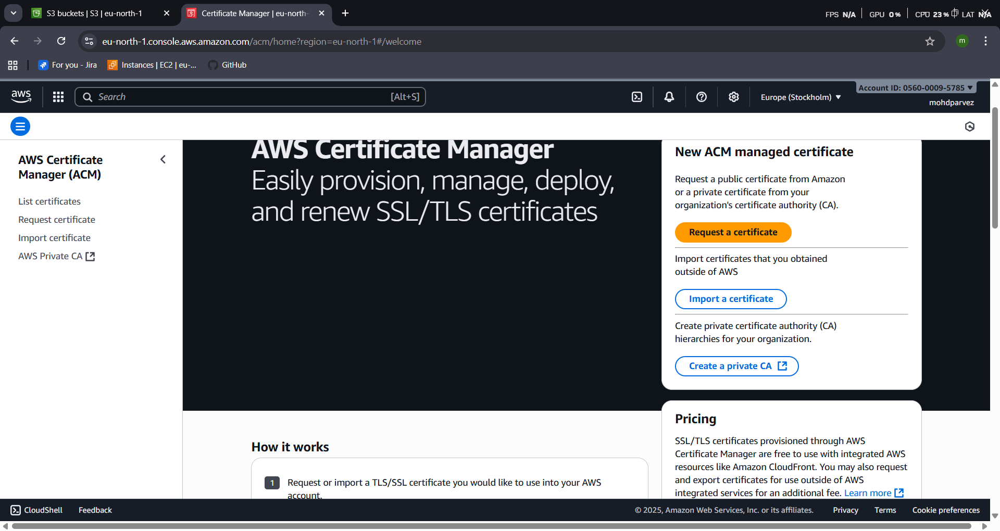 S3 buckets | S3 | eu-north-1
Certificate Manager | eu-north-
FPS N/A GPU 0% CPU 23% LAT N/A
eu-north-1.console.aws.amazon.com/acm/home?region=eu-north-1#/welcome
m
For you - Jira
Instances | EC2 | eu-...
GitHub
aws
Search
[Alt+S]
Europe (Stockholm)
Account ID: 0560-0009-5785
mohdparvez
AWS Certificate
Manager (ACM)
List certificates
Request certificate
Import certificate
AWS Private CA
AWS Certificate Manager
Easily provision, manage, deploy,
and renew SSL/TLS certificates
New ACM managed certificate
Request a public certificate from Amazon
or a private certificate from your
organization's certificate authority (CA).
Request a certificate
Import certificates that you obtained
outside of AWS
Import a certificate
Create private certificate authority (CA)
hierarchies for your organization.
Create a private CA
How it works
1 Request or import a TLS/SSL certificate you would like to use into your AWS
account.
Pricing
SSL/TLS certificates provisioned through AWS
Certificate Manager are free to use with integrated AWS
resources like Amazon CloudFront. You may also request
and export certificates for use outside of AWS
integrated services for an additional fee. Learn more
CloudShell
Feedback
© 2025, Amazon Web Services, Inc. or its affiliates.
Privacy
Terms
Cookie preferences